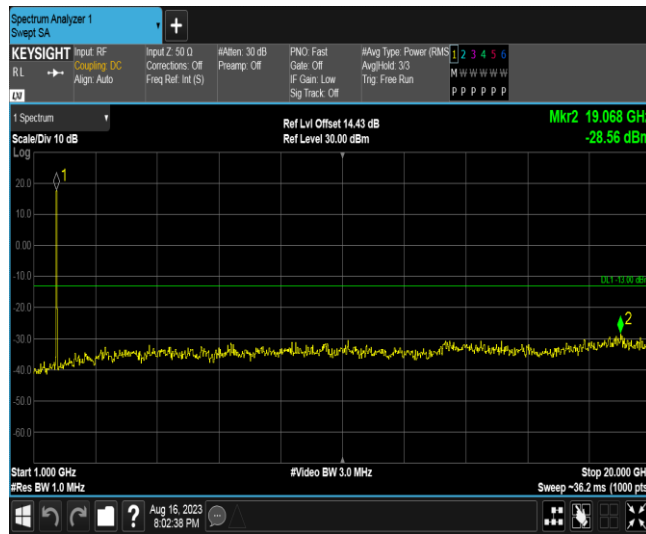 Spectrum Analyzer 1
Swept SA
+
KEYSIGHT
RL
LXI
Input: RF
Coupling: DC
Align: Auto
Input Z: 50 Ω
Corrections: Off
Freq Ref: Int (S)
#Atten: 30 dB
Preamp: Off
PNO: Fast
Gate: Off
IF Gain: Low
Sig Track: Off
#Avg Type: Power (RMS
Avg|Hold: 3/3
Trig: Free Run
1 2 3 4 5 6
M W W W W W
P P P P P P
1 Spectrum
Scale/Div 10 dB
Log
Ref Lvl Offset 14.43 dB
Ref Level 30.00 dBm
Mkr2 19.068 GHz
-28.56 dBm
1
20.0
10.0
0.00
-10.0
DL1 -13.00 dBm
-20.0
2
-30.0
-40.0
-50.0
-60.0
Start 1.000 GHz
#Res BW 1.0 MHz
#Video BW 3.0 MHz
Stop 20.000 GHz
Sweep ~36.2 ms (1000 pts)
?
Aug 16, 2023
8:02:38 PM